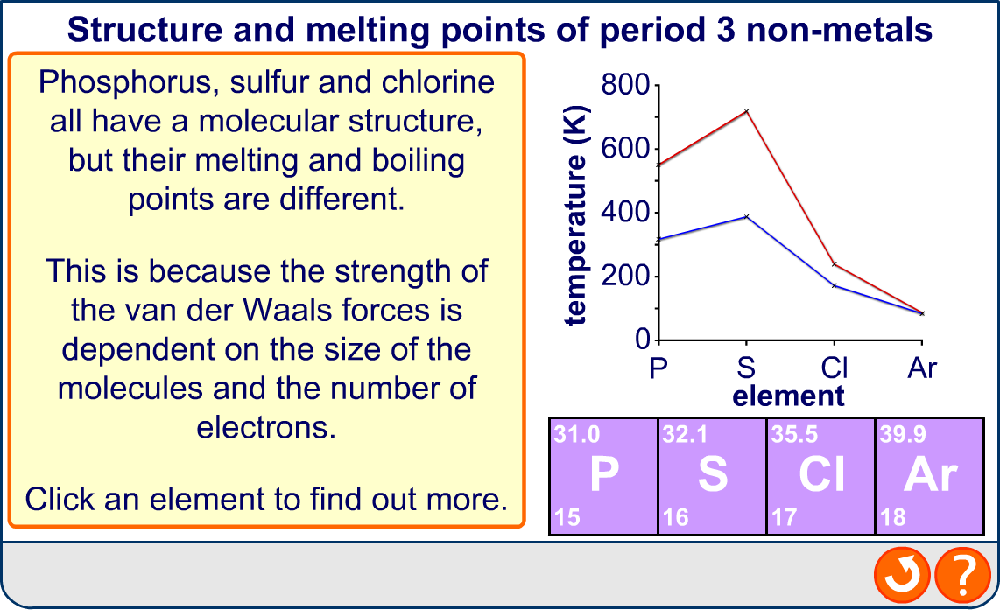 Structure and melting points of period 3 non-metals
Phosphorus, sulfur and chlorine
all have a molecular structure,
but their melting and boiling
points are different.
This is because the strength of
the van der Waals forces is
dependent on the size of the
molecules and the number of
electrons.
Click an element to find out more.
temperature (K)
800
600
400
200
0
P S Cl Ar
element
31.0 32.1 35.5 39.9
P S Cl Ar
15 16 17 18
?